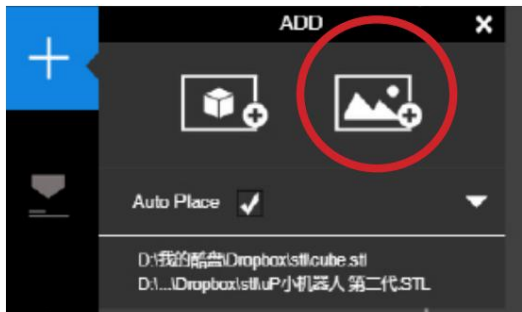 ADD
Auto Place
D:\我的酷盘\Dropbox\stl\cube.stl
D:\...\Dropbox\stl\uP小机器人 第二代.STL